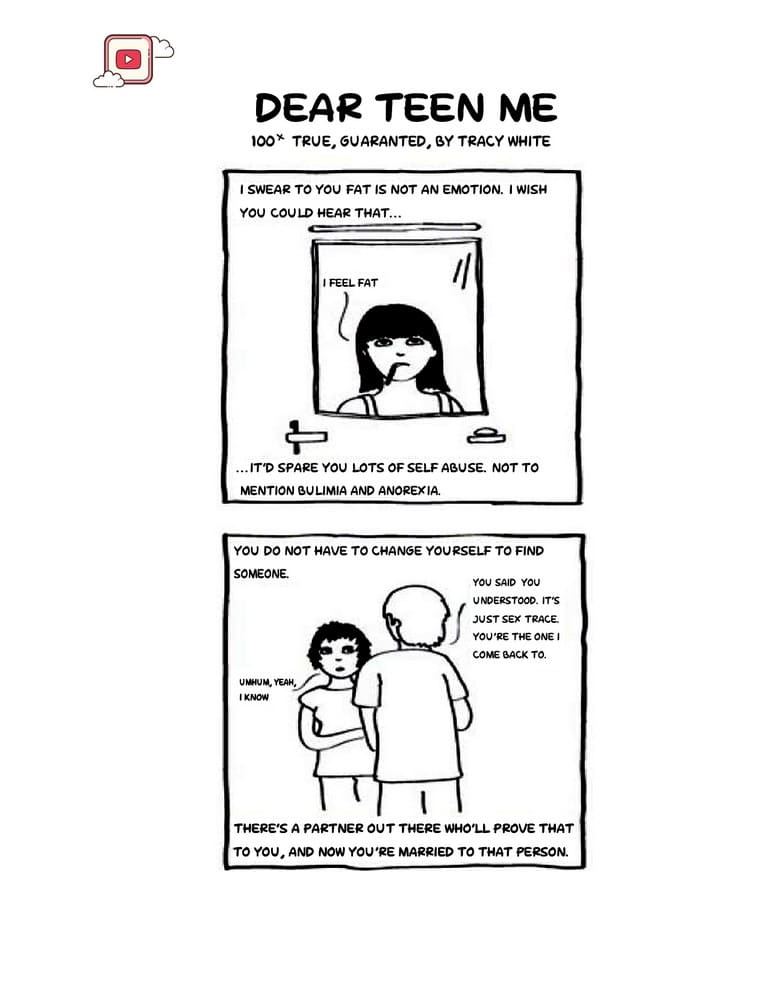 DEAR TEEN ME
100% TRUE, GUARANTED, BY TRACY WHITE
I SWEAR TO YOU FAT IS NOT AN EMOTION. I WISH
YOU COULD HEAR THAT...
I FEEL FAT
...IT'D SPARE YOU LOTS OF SELF ABUSE. NOT TO
MENTION BULIMIA AND ANOREXIA.
YOU DO NOT HAVE TO CHANGE YOURSELF TO FIND
SOMEONE.
YOU SAID YOU
UNDERSTOOD. IT'S
JUST SEX TRACE.
YOU'RE THE ONE I
COME BACK TO.
UMHUM, YEAH,
I KNOW
THERE'S A PARTNER OUT THERE WHO'LL PROVE THAT
TO YOU, AND NOW YOU'RE MARRIED TO THAT PERSON.